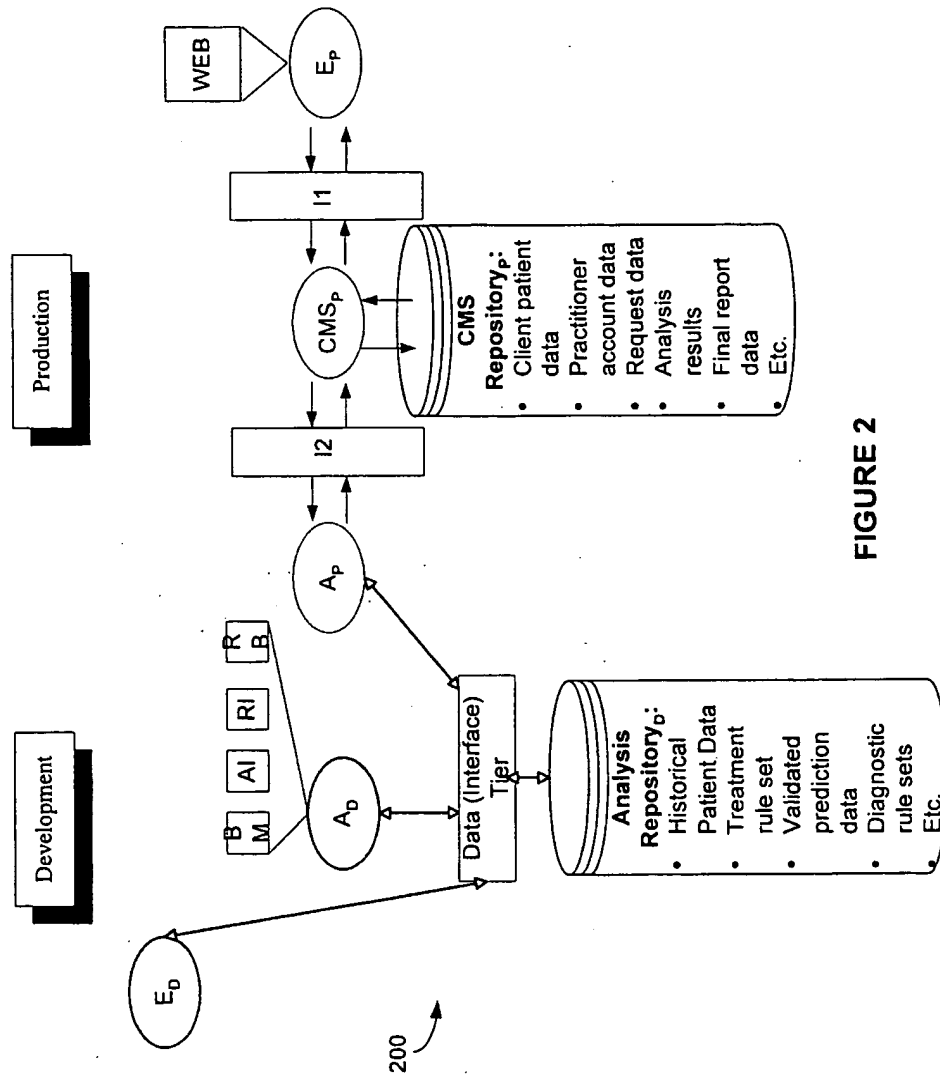 Development
Production
E_D
B M
AI
RI
R B
A_D
A_P
I2
CMS_P
I1
E_P
WEB
Data (Interface)
Tier
Analysis
Repository_D:
• Historical
Patient Data
• Treatment
rule set
• Validated
prediction
data
• Diagnostic
rule sets
• Etc.
CMS
Repository_P:
• Client patient
data
• Practitioner
account data
• Request data
• Analysis
results
• Final report
data
• Etc.
200
FIGURE 2